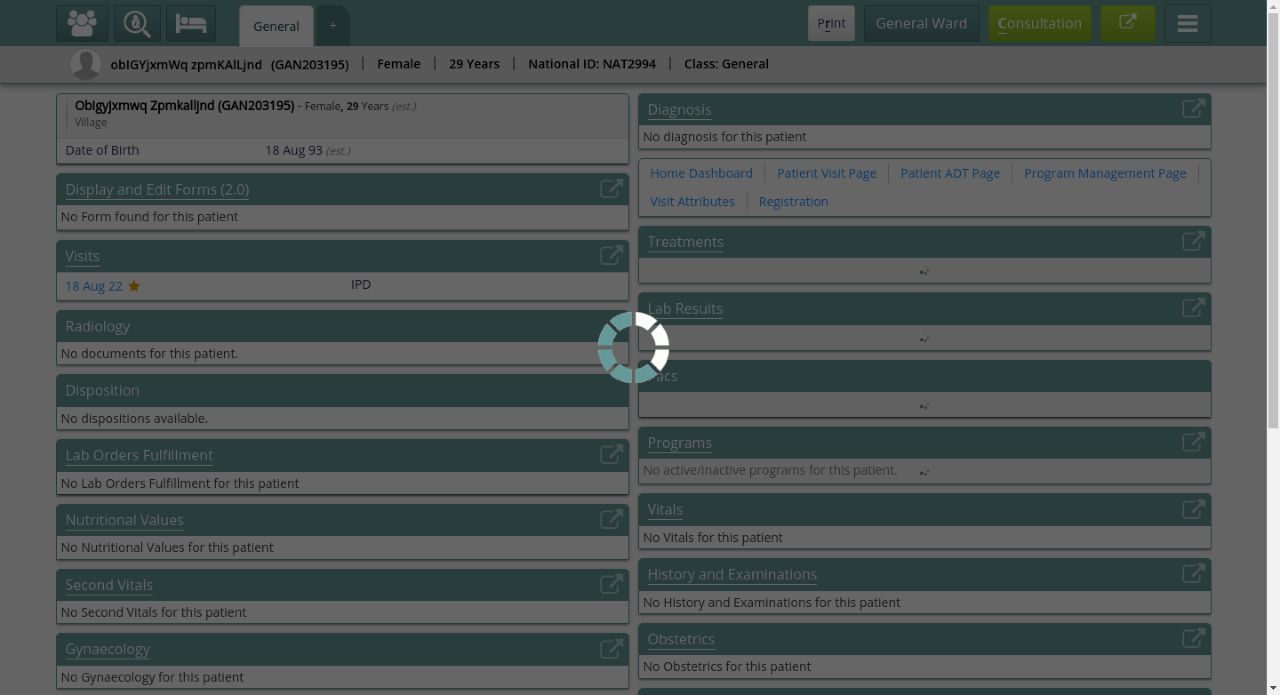 General
+
Print
General Ward
Consultation
obIGYjxmWq zpmKAlLjnd (GAN203195) | Female | 29 Years | National ID: NAT2994 | Class: General
Obigyjxmwq Zpmkalljnd (GAN203195) - Female, 29 Years (est.)
Village
Date of Birth 18 Aug 93 (est.)
Display and Edit Forms (2.0)
No Form found for this patient
Visits
18 Aug 22 IPD
Radiology
No documents for this patient.
Disposition
No dispositions available.
Lab Orders Fulfillment
No Lab Orders Fulfillment for this patient
Nutritional Values
No Nutritional Values for this patient
Second Vitals
No Second Vitals for this patient
Gynaecology
No Gynaecology for this patient
Diagnosis
No diagnosis for this patient
Home Dashboard | Patient Visit Page | Patient ADT Page | Program Management Page |
Visit Attributes | Registration
Treatments
Lab Results
Pacs
Programs
No active/inactive programs for this patient.
Vitals
No Vitals for this patient
History and Examinations
No History and Examinations for this patient
Obstetrics
No Obstetrics for this patient